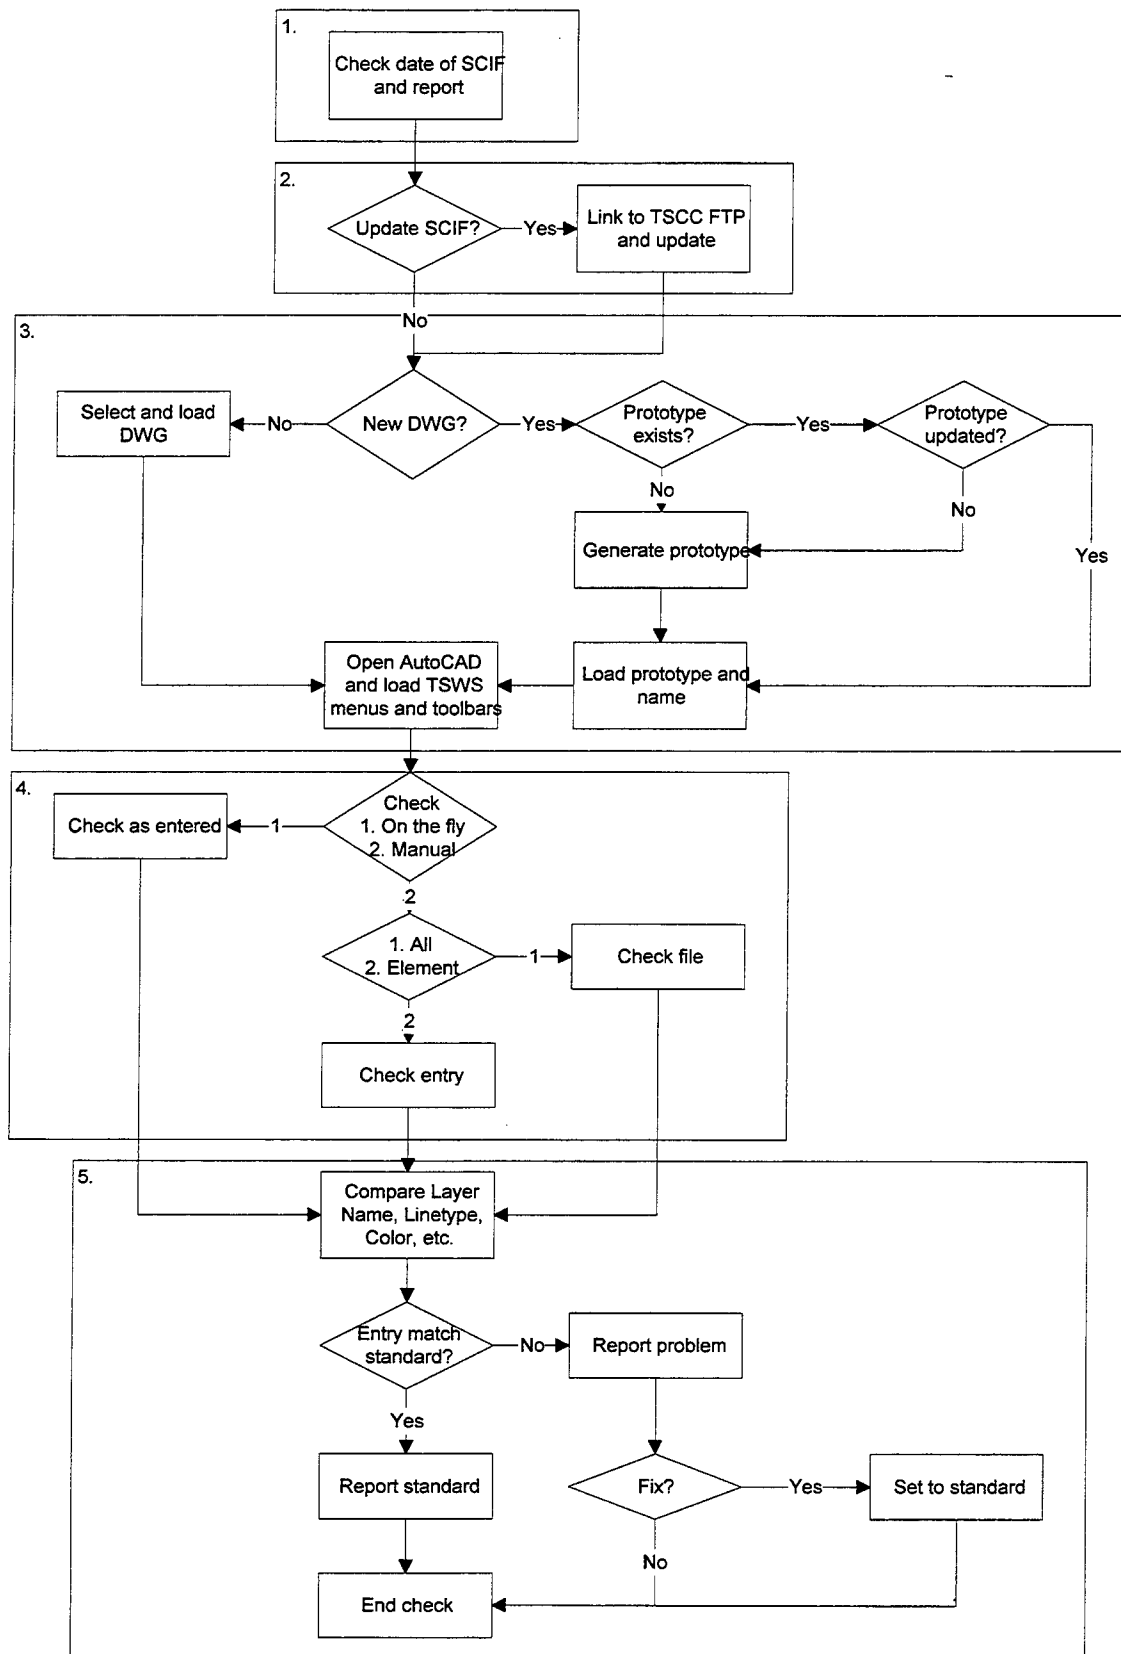 1.
Check date of SCIF
and report
2.
Update SCIF?
Yes
Link to TSCC FTP
and update
No
3.
Select and load
DWG
No
New DWG?
Yes
Prototype
exists?
Yes
Prototype
updated?
No
No
Generate prototype
Yes
Open AutoCAD
and load TSWS
menus and toolbars
Load prototype and
name
4.
Check as entered
1
Check
1. On the fly
2. Manual
2
1. All
2. Element
1
Check file
2
Check entry
5.
Compare Layer
Name, Linetype,
Color, etc.
Entry match
standard?
No
Report problem
Yes
Report standard
Fix?
Yes
Set to standard
No
End check